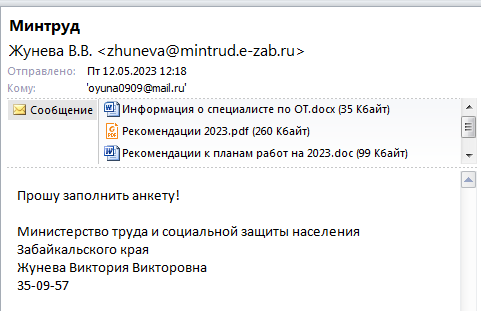 Минтруд
Жунева В.В. <zhuneva@mintrud.e-zab.ru>
Отправлено: Пт 12.05.2023 12:18
Кому: 'oyuna0909@mail.ru'
Сообщение
Информация о специалисте по ОТ.docx (35 Кбайт)
Рекомендации 2023.pdf (260 Кбайт)
Рекомендации к планам работ на 2023.doc (99 Кбайт)
Прошу заполнить анкету!
Министерство труда и социальной защиты населения
Забайкальского края
Жунева Виктория Викторовна
35-09-57